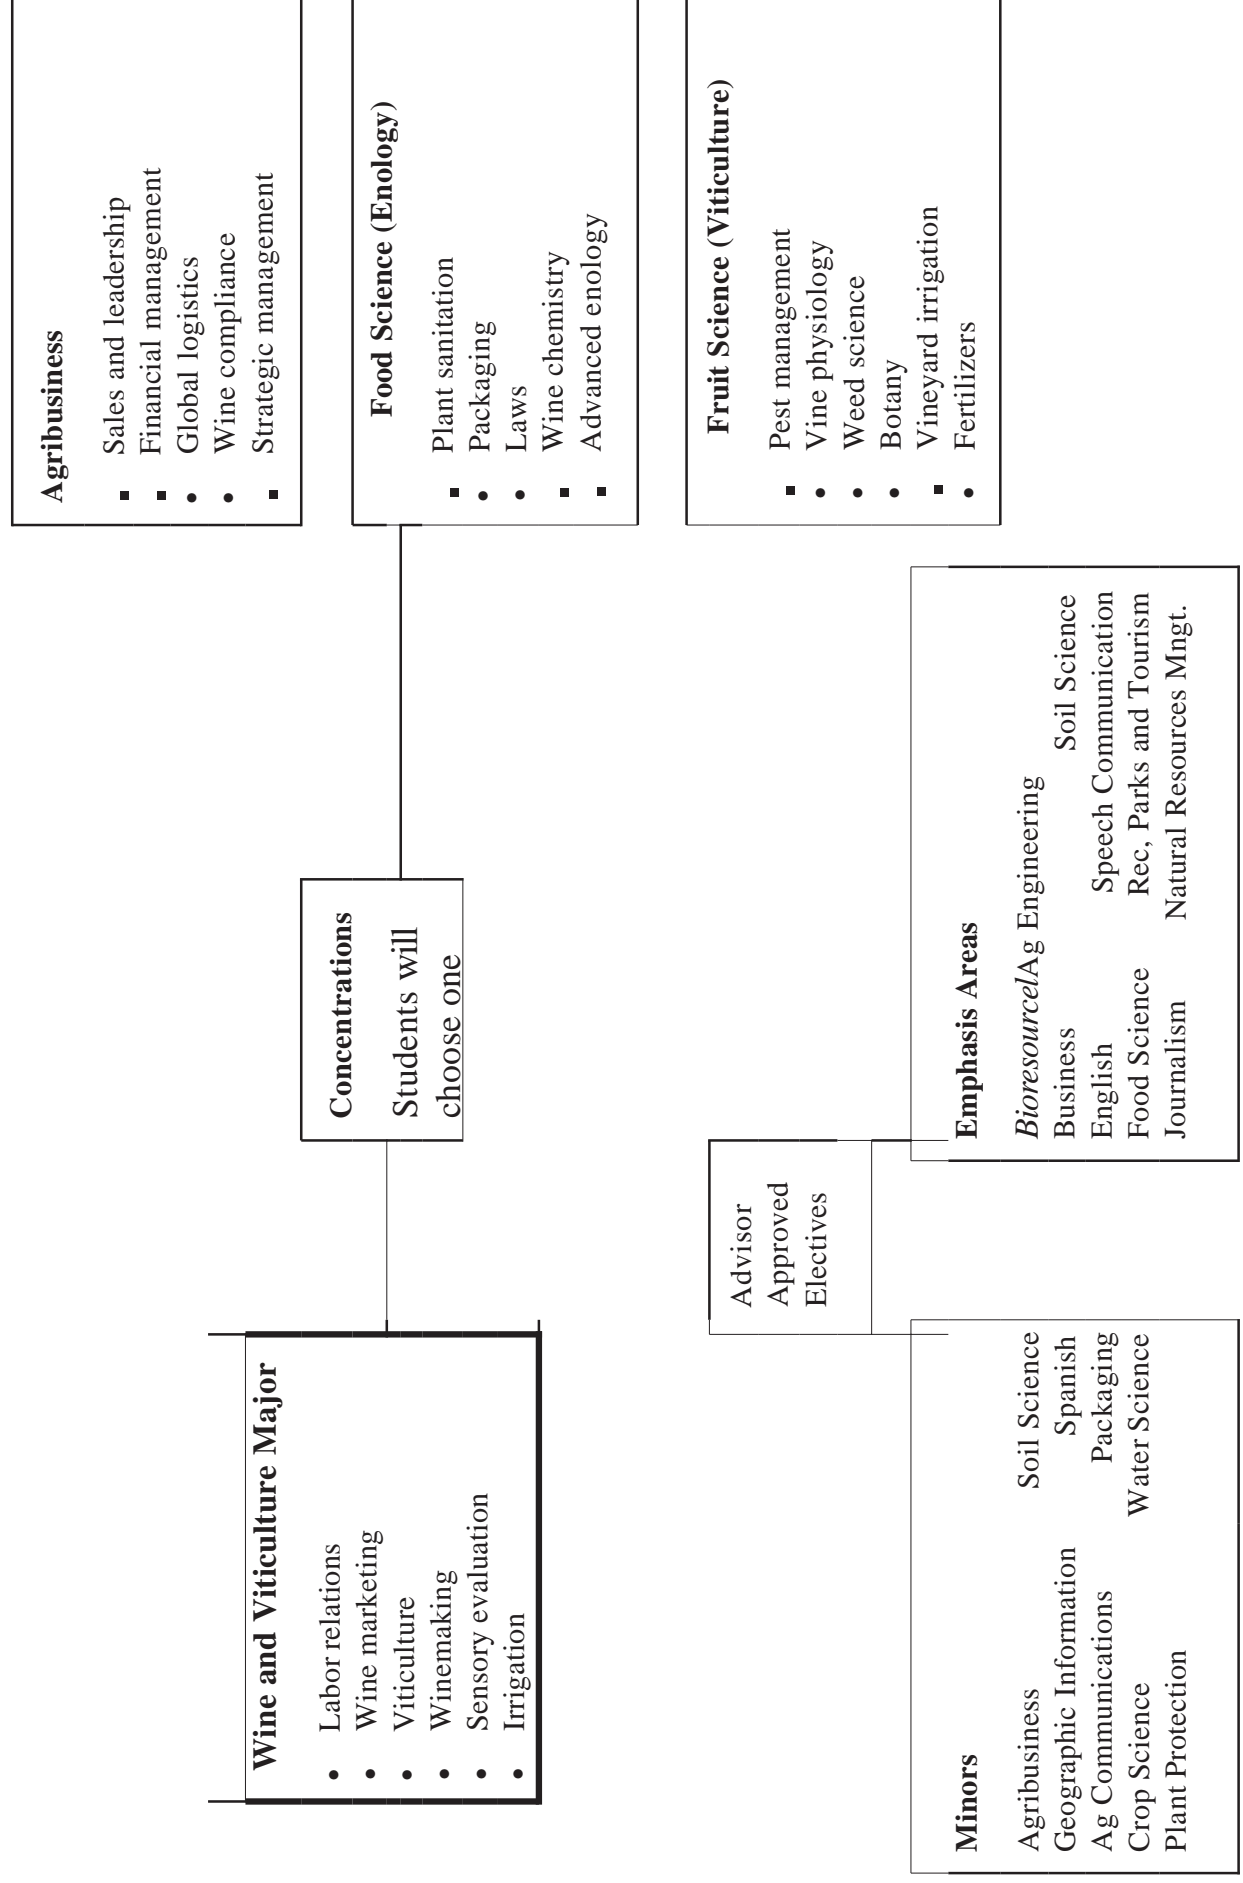 Wine and Viticulture Major
• Labor relations
• Wine marketing
• Viticulture
• Winemaking
• Sensory evaluation
• Irrigation
Concentrations
Students will
choose one
Agribusiness
▪ Sales and leadership
▪ Financial management
• Global logistics
• Wine compliance
▪ Strategic management
Food Science (Enology)
▪ Plant sanitation
• Packaging
• Laws
▪ Wine chemistry
▪ Advanced enology
Fruit Science (Viticulture)
▪ Pest management
• Vine physiology
• Weed science
• Botany
▪ Vineyard irrigation
• Fertilizers
Advisor
Approved
Electives
Minors
Agribusiness Soil Science
Geographic Information Spanish
Ag Communications Packaging
Crop Science Water Science
Plant Protection
Emphasis Areas
BioresourcelAg Engineering
Business Soil Science
English Speech Communication
Food Science Rec, Parks and Tourism
Journalism Natural Resources Mngt.